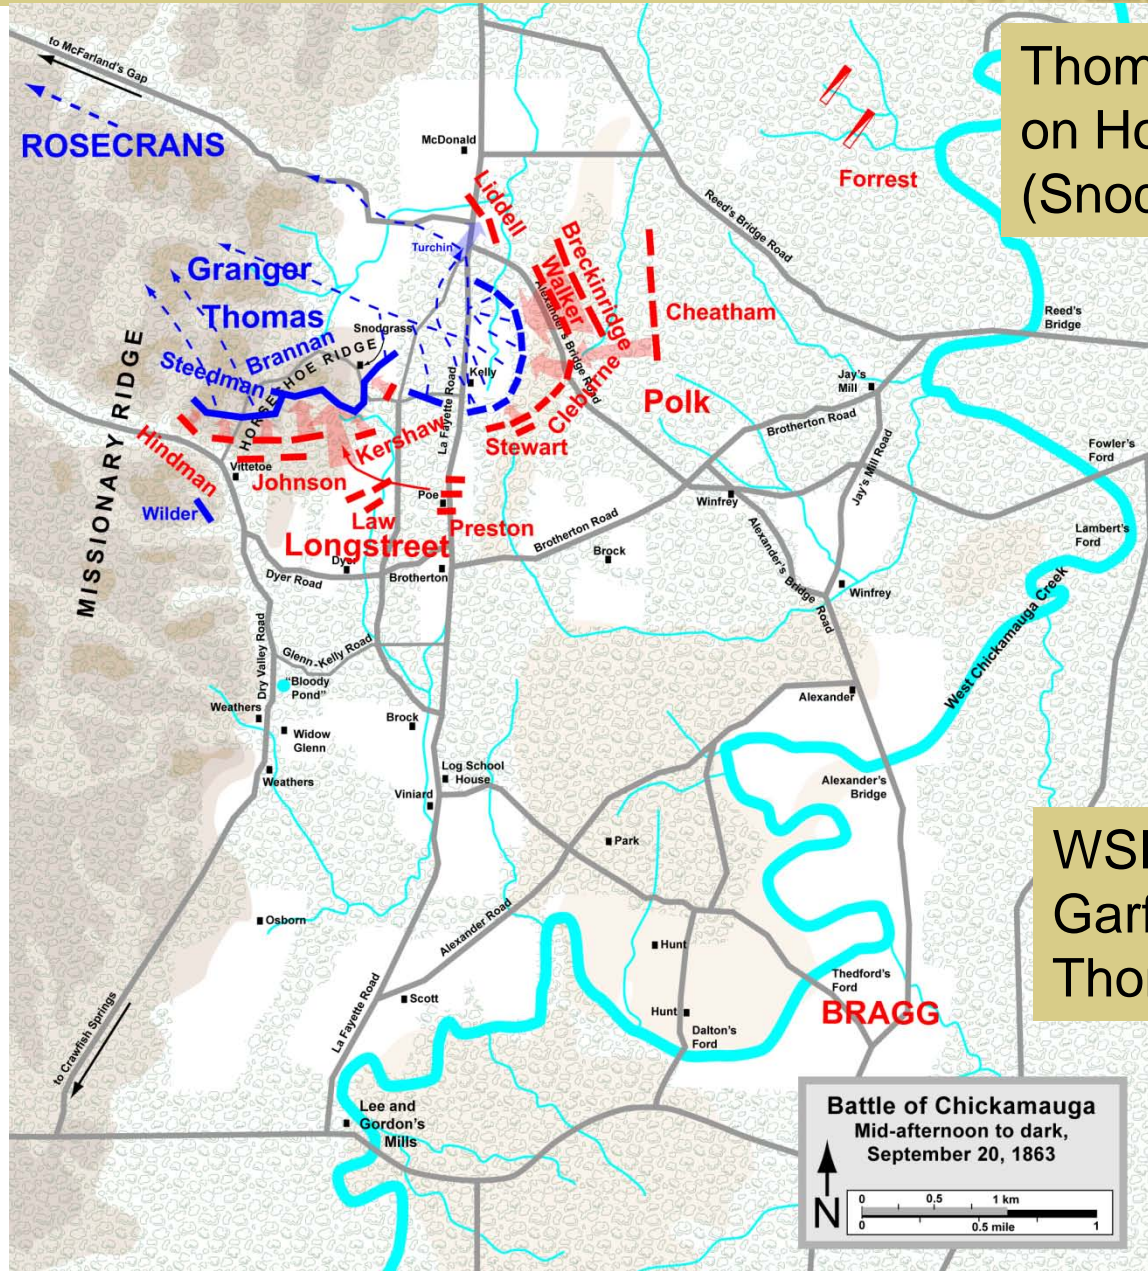 to McFarland's Gap
ROSECRANS
McDonald
Liddell
Forrest
Thom
on Ho
(Snod
Reed's Bridge Road
Turchin
Breckinridge
Walker
Alexander's Bridge Road
Granger
Thomas
Brannan
Steedman
Snodgrass
HORSESHOE RIDGE
Cheatham
Reed's
Bridge
MISSIONARY RIDGE
Kelly
La Fayette Road
Cleburne
Polk
Jay's
Mill
Brotherton Road
Hindman
Kershaw
Stewart
Vittetoe
Johnson
Jay's Mill Road
Fowler's
Ford
Wilder
Poe
Law
Preston
Longstreet
Winfrey
Lambert's
Ford
Dyer
Dyer Road
Brotherton
Brotherton Road
Brock
Alexander's Bridge Road
Winfrey
West Chickamauga Creek
Dry Valley Road
Glenn-Kelly Road
"Bloody
Pond"
Weathers
Widow
Glenn
Brock
Alexander
Weathers
Log School
House
Viniard
Alexander's
Bridge
Park
WSR
Garf
Thor
Osborn
Alexander Road
Hunt
Thedford's
Ford
BRAGG
Scott
Hunt
Dalton's
Ford
La Fayette Road
to Crawfish Springs
Lee and
Gordon's
Mills
Battle of Chickamauga
Mid-afternoon to dark,
September 20, 1863
N
0 0.5 1 km
0 0.5 mile 1